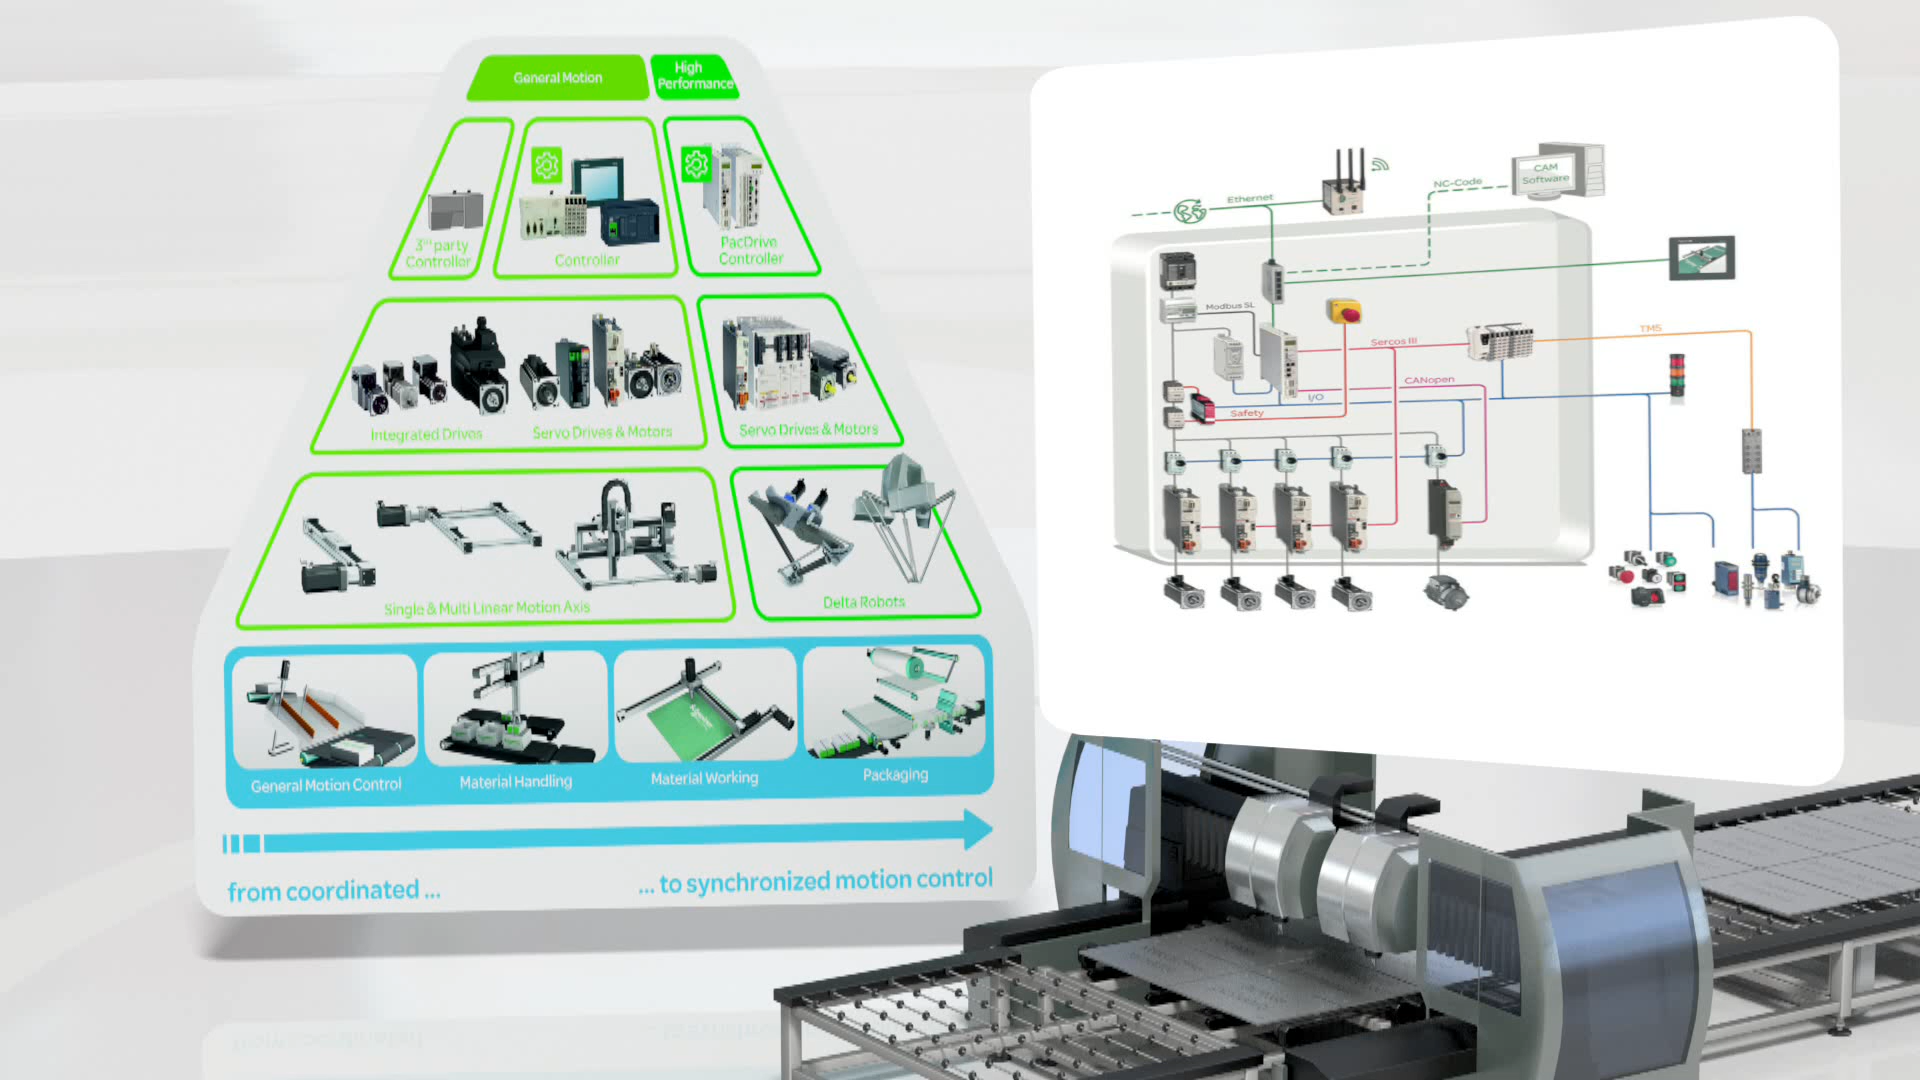 General Motion
High
Performance
3rd party
Controller
Controller
PacDrive
Controller
Integrated Drives
Servo Drives & Motors
Servo Drives & Motors
Single & Multi Linear Motion Axis
Delta Robots
General Motion Control
Material Handling
Material Working
Packaging
from coordinated ...
... to synchronized motion control
Ethernet
NC-Code
CAM
Software
Modbus SL
Sercos III
TM5
CANopen
I/O
Safety